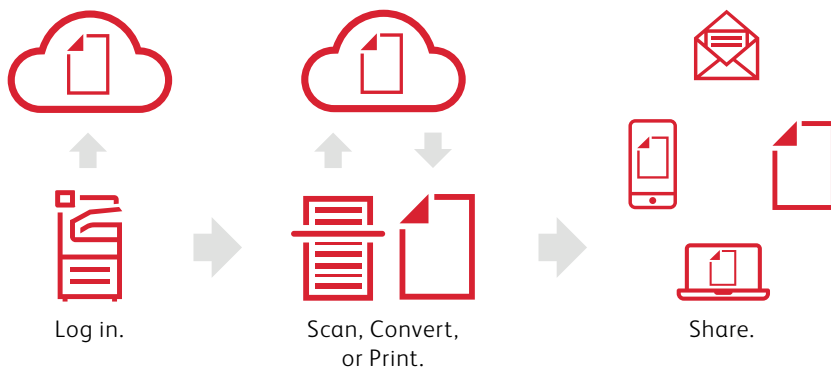 Log in.
Scan, Convert,
or Print.
Share.